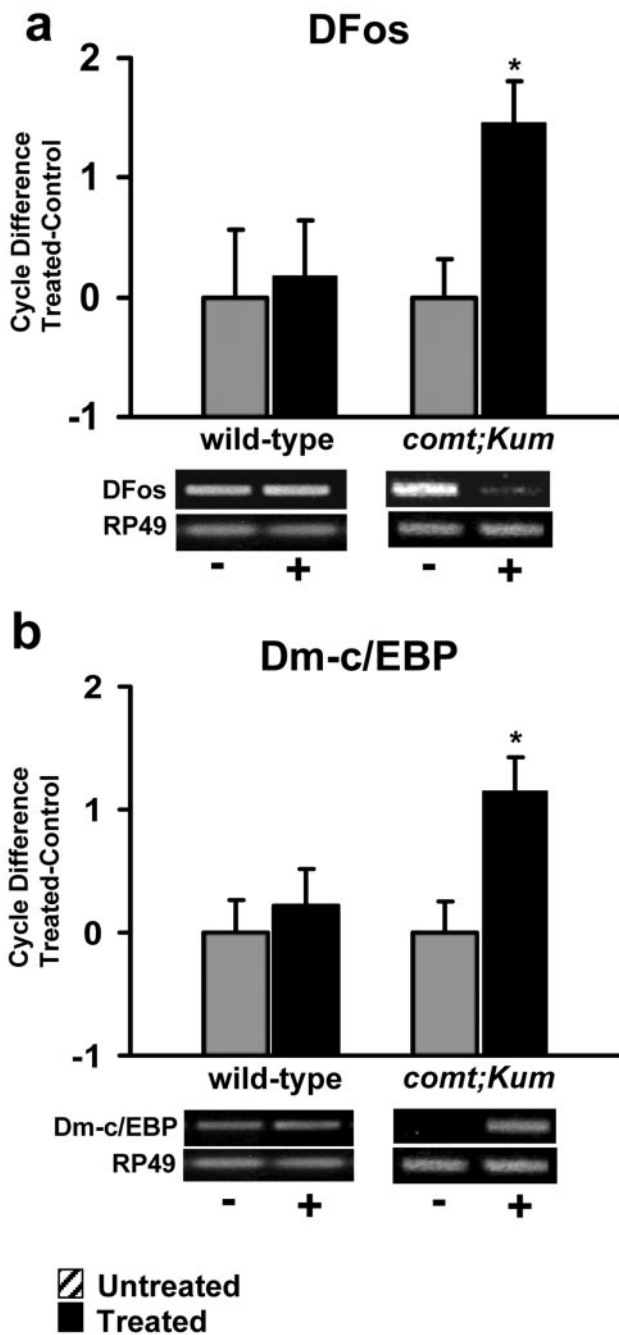 a
DFos
Cycle Difference
Treated-Control
2
1
0
-1
*
wild-type comt;Kum
DFos
RP49
- + - +
b
Dm-c/EBP
Cycle Difference
Treated-Control
2
1
0
-1
*
wild-type comt;Kum
Dm-c/EBP
RP49
- + - +
Untreated
Treated